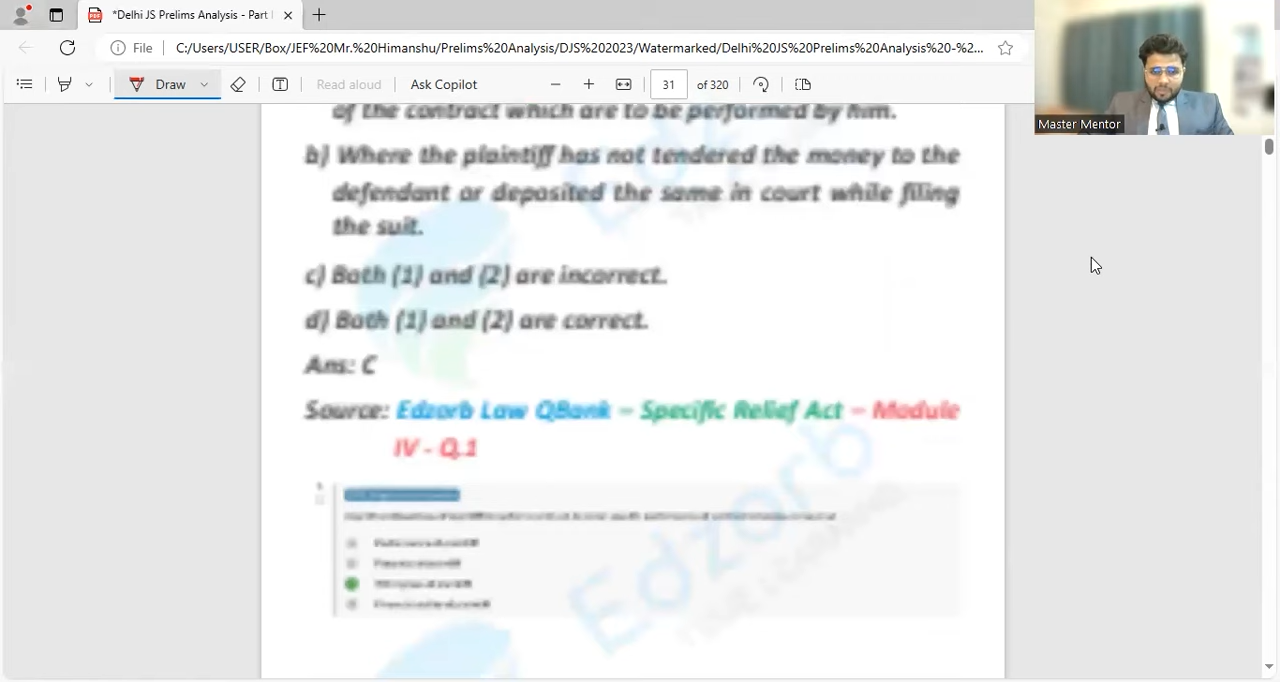 *Delhi JS Prelims Analysis - Part
File
C:/Users/USER/Box/JEF%20Mr.%20Himanshu/Prelims%20Analysis/DJS%202023/Watermarked/Delhi%20JS%20Prelims%20Analysis%20-%2...
Draw
Read aloud
Ask Copilot
31
of 320
Master Mentor
of the contract which are to be performed by him.
b) Where the plaintiff has not tendered the money to the
defendant or deposited the same in court while filing
the suit.
c) Both (1) and (2) are incorrect.
d) Both (1) and (2) are correct.
Ans: C
Source: Edzorb Law QBank – Specific Relief Act – Module
IV - Q.1
Edzorb